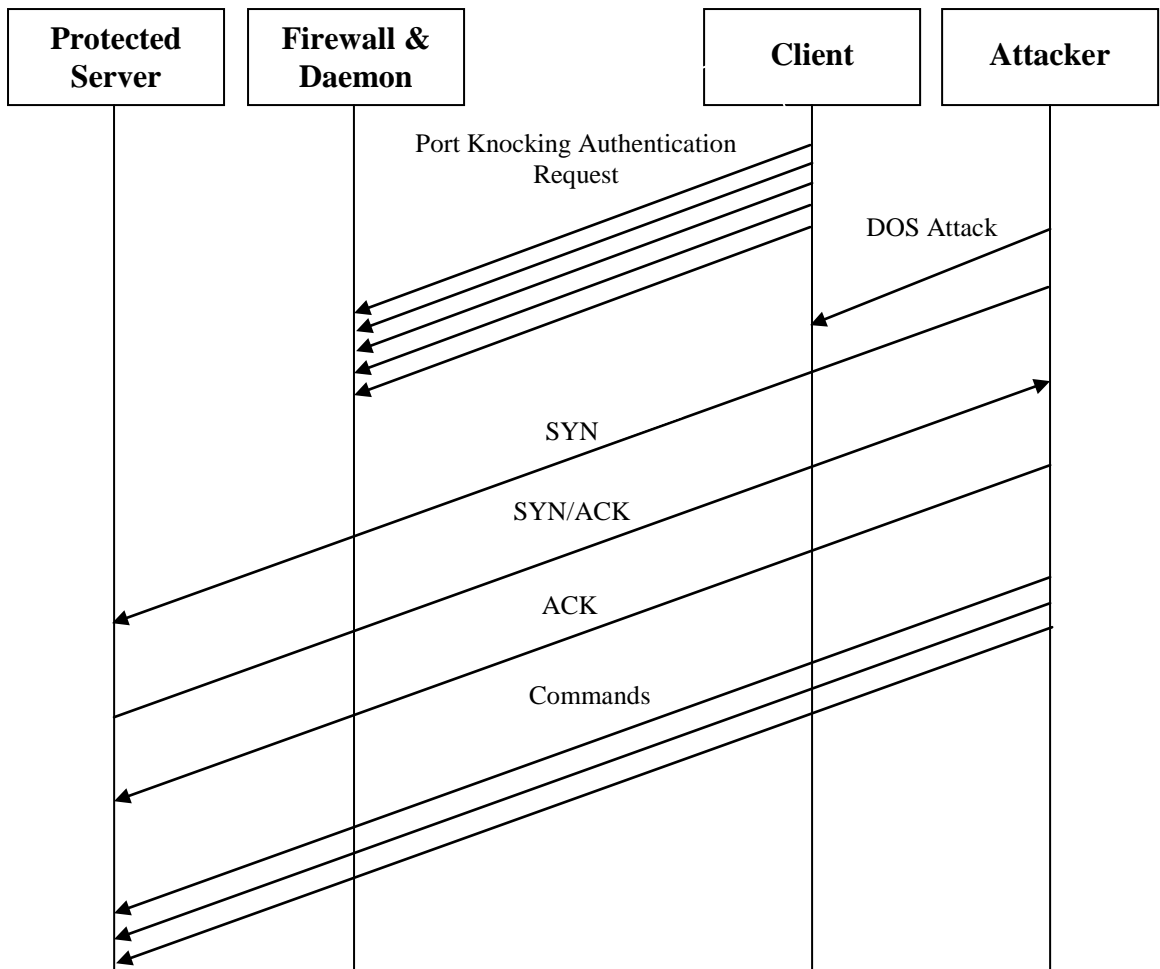 Protected
Server
Firewall &
Daemon
Client
Attacker
Port Knocking Authentication
Request
DOS Attack
SYN
SYN/ACK
ACK
Commands